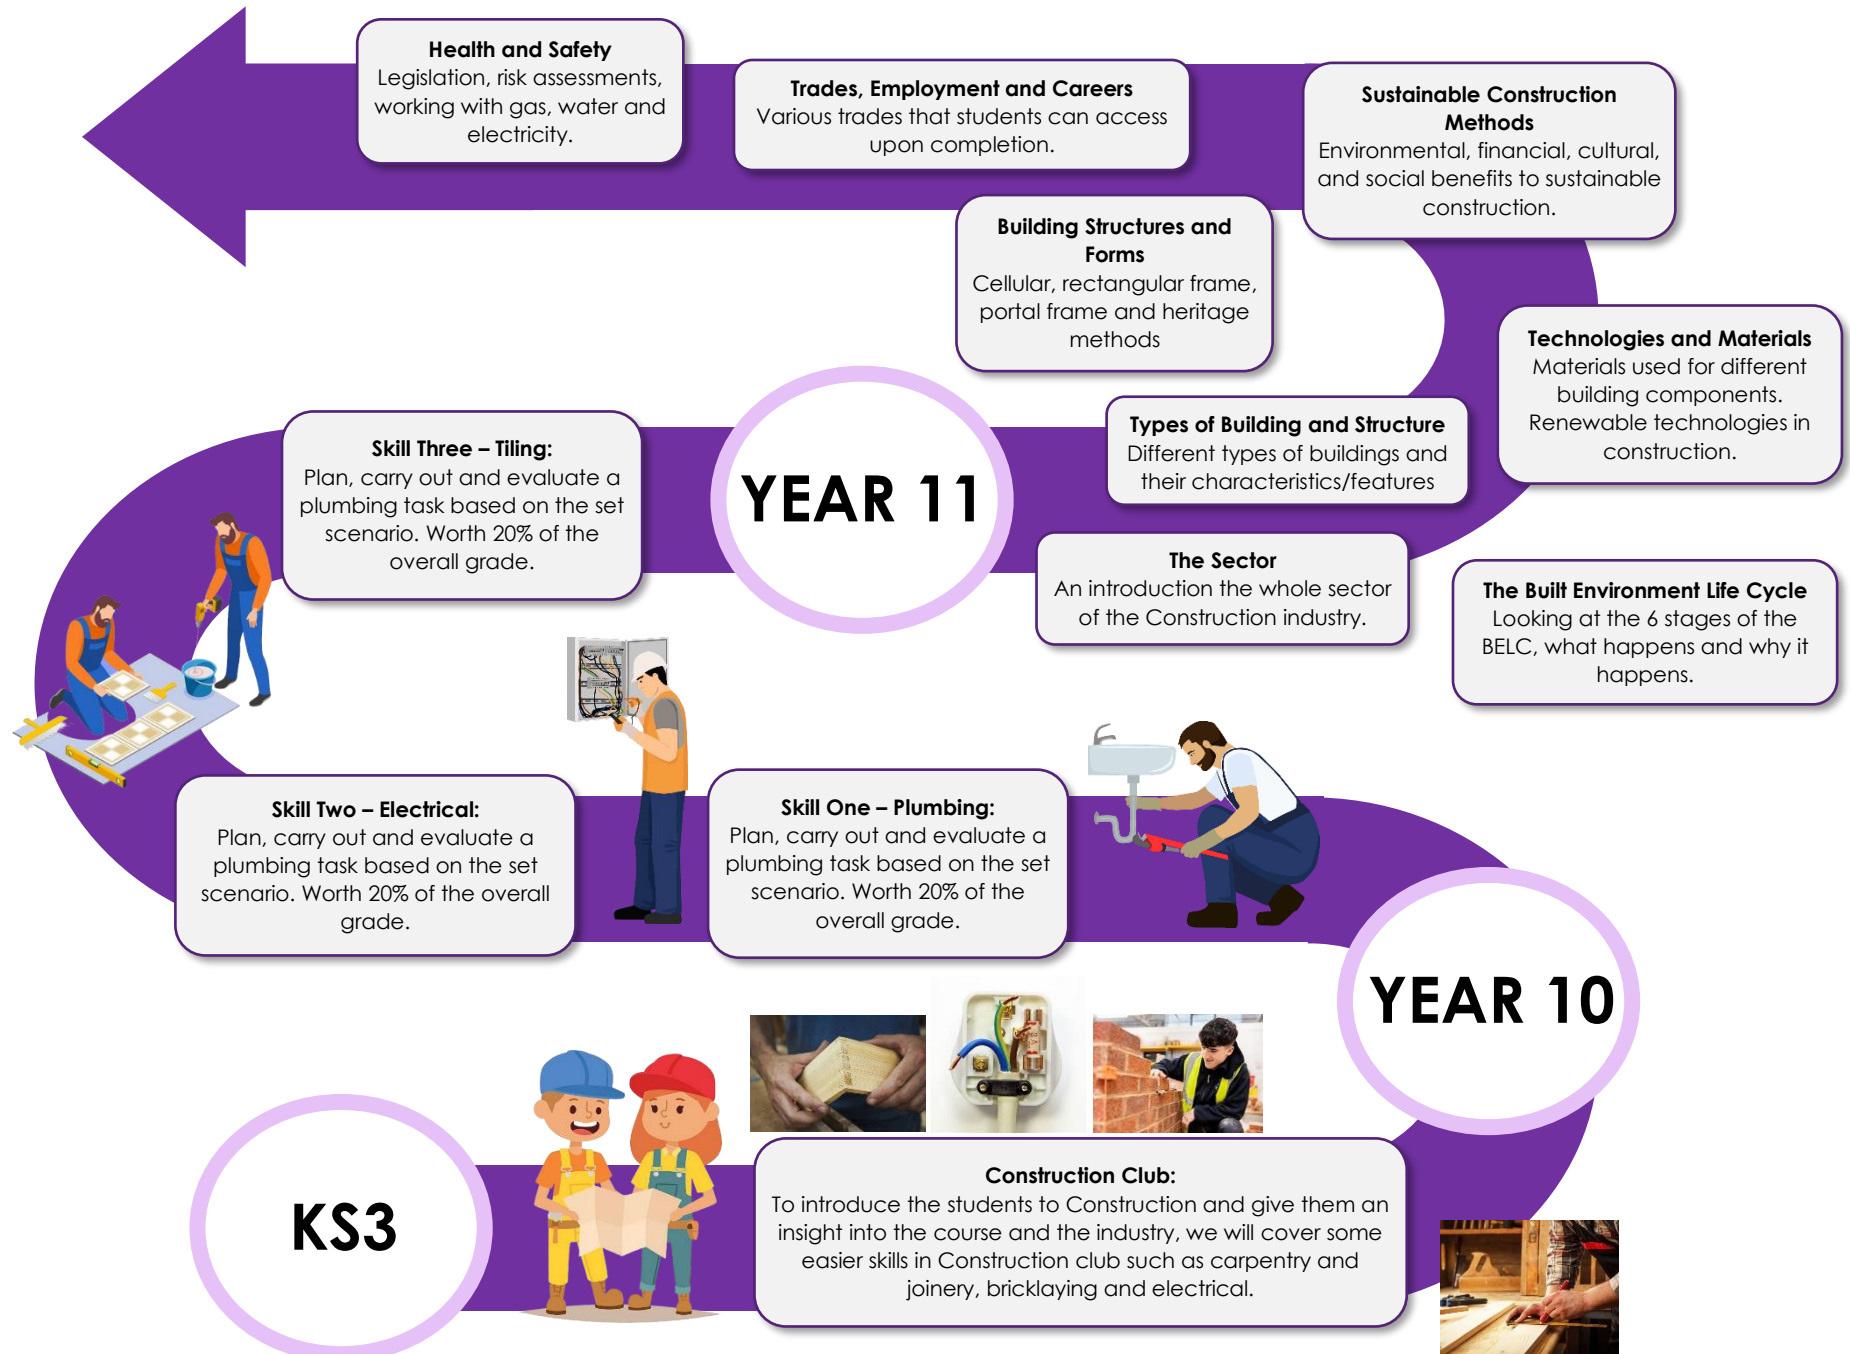 Health and Safety
Legislation, risk assessments,
working with gas, water and
electricity.
Trades, Employment and Careers
Various trades that students can access
upon completion.
Sustainable Construction
Methods
Environmental, financial, cultural,
and social benefits to sustainable
construction.
Building Structures and
Forms
Cellular, rectangular frame,
portal frame and heritage
methods
Technologies and Materials
Materials used for different
building components.
Renewable technologies in
construction.
Types of Building and Structure
Different types of buildings and
their characteristics/features
Skill Three – Tiling:
Plan, carry out and evaluate a
plumbing task based on the set
scenario. Worth 20% of the
overall grade.
YEAR 11
The Sector
An introduction the whole sector
of the Construction industry.
The Built Environment Life Cycle
Looking at the 6 stages of the
BELC, what happens and why it
happens.
Skill Two – Electrical:
Plan, carry out and evaluate a
plumbing task based on the set
scenario. Worth 20% of the overall
grade.
Skill One – Plumbing:
Plan, carry out and evaluate a
plumbing task based on the set
scenario. Worth 20% of the
overall grade.
YEAR 10
KS3
Construction Club:
To introduce the students to Construction and give them an
insight into the course and the industry, we will cover some
easier skills in Construction club such as carpentry and
joinery, bricklaying and electrical.